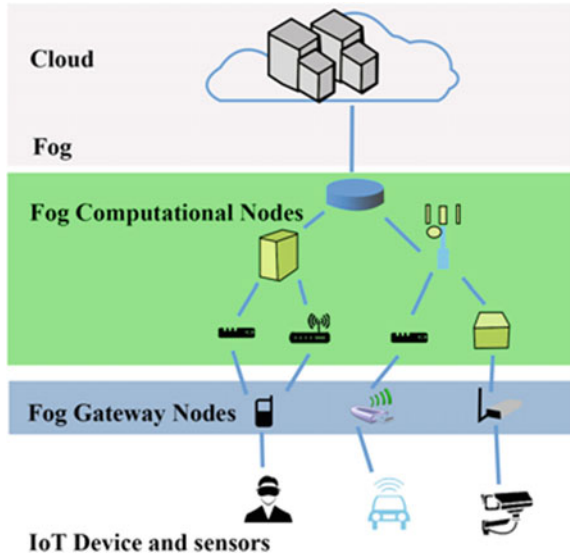 Cloud
Fog
Fog Computational Nodes
Fog Gateway Nodes
IoT Device and sensors